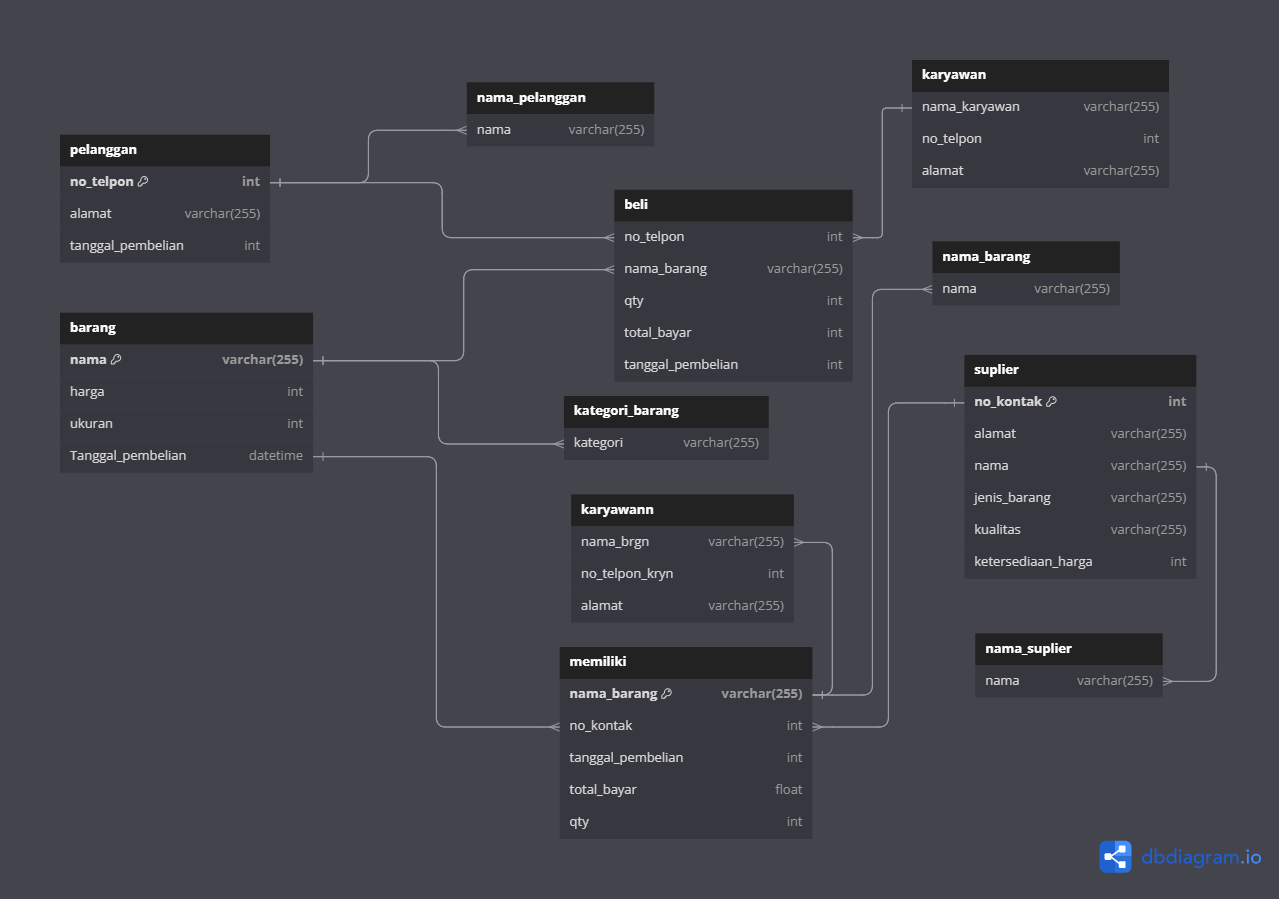 pelanggan
no_telpon int
alamat varchar(255)
tanggal_pembelian int
nama_pelanggan
nama varchar(255)
karyawan
nama_karyawan varchar(255)
no_telpon int
alamat varchar(255)
beli
no_telpon int
nama_barang varchar(255)
qty int
total_bayar int
tanggal_pembelian int
nama_barang
nama varchar(255)
barang
nama varchar(255)
harga int
ukuran int
Tanggal_pembelian datetime
kategori_barang
kategori varchar(255)
suplier
no_kontak int
alamat varchar(255)
nama varchar(255)
jenis_barang varchar(255)
kualitas varchar(255)
ketersediaan_harga int
karyawann
nama_brgn varchar(255)
no_telpon_kryn int
alamat varchar(255)
memiliki
nama_barang varchar(255)
no_kontak int
tanggal_pembelian int
total_bayar float
qty int
nama_suplier
nama varchar(255)
dbdiagram.io